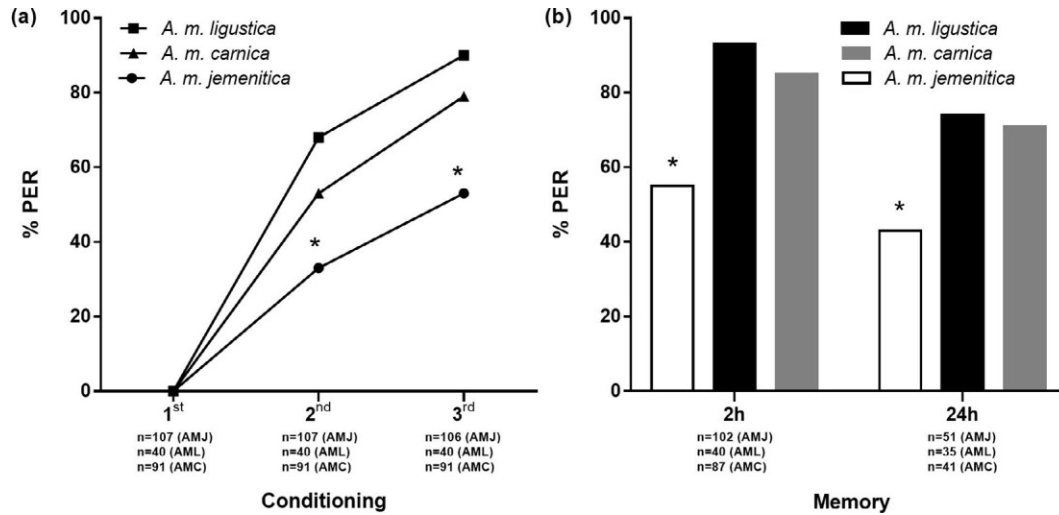 (a)
A. m. ligustica
A. m. carnica
A. m. jemenitica
% PER
100
80
60
40
20
0
*
*
1st
2nd
3rd
n=107 (AMJ)
n=40 (AML)
n=91 (AMC)
n=107 (AMJ)
n=40 (AML)
n=91 (AMC)
n=106 (AMJ)
n=40 (AML)
n=91 (AMC)
Conditioning
(b)
A. m. ligustica
A. m. carnica
A. m. jemenitica
% PER
100
80
60
40
20
0
*
*
2h
24h
n=102 (AMJ)
n=40 (AML)
n=87 (AMC)
n=51 (AMJ)
n=35 (AML)
n=41 (AMC)
Memory